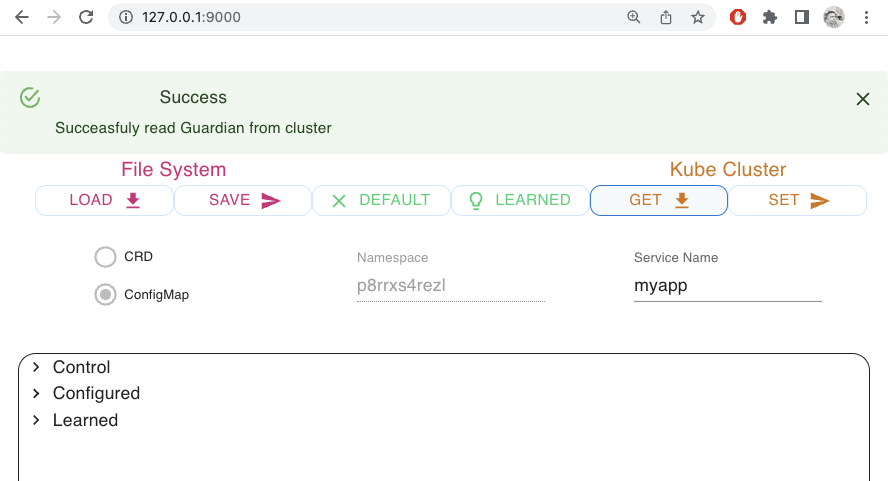 127.0.0.1:9000
Success
Succeasfuly read Guardian from cluster
File System Kube Cluster
LOAD SAVE DEFAULT LEARNED GET SET
CRD Namespace Service Name
ConfigMap p8rrxs4rezl myapp
Control
Configured
Learned